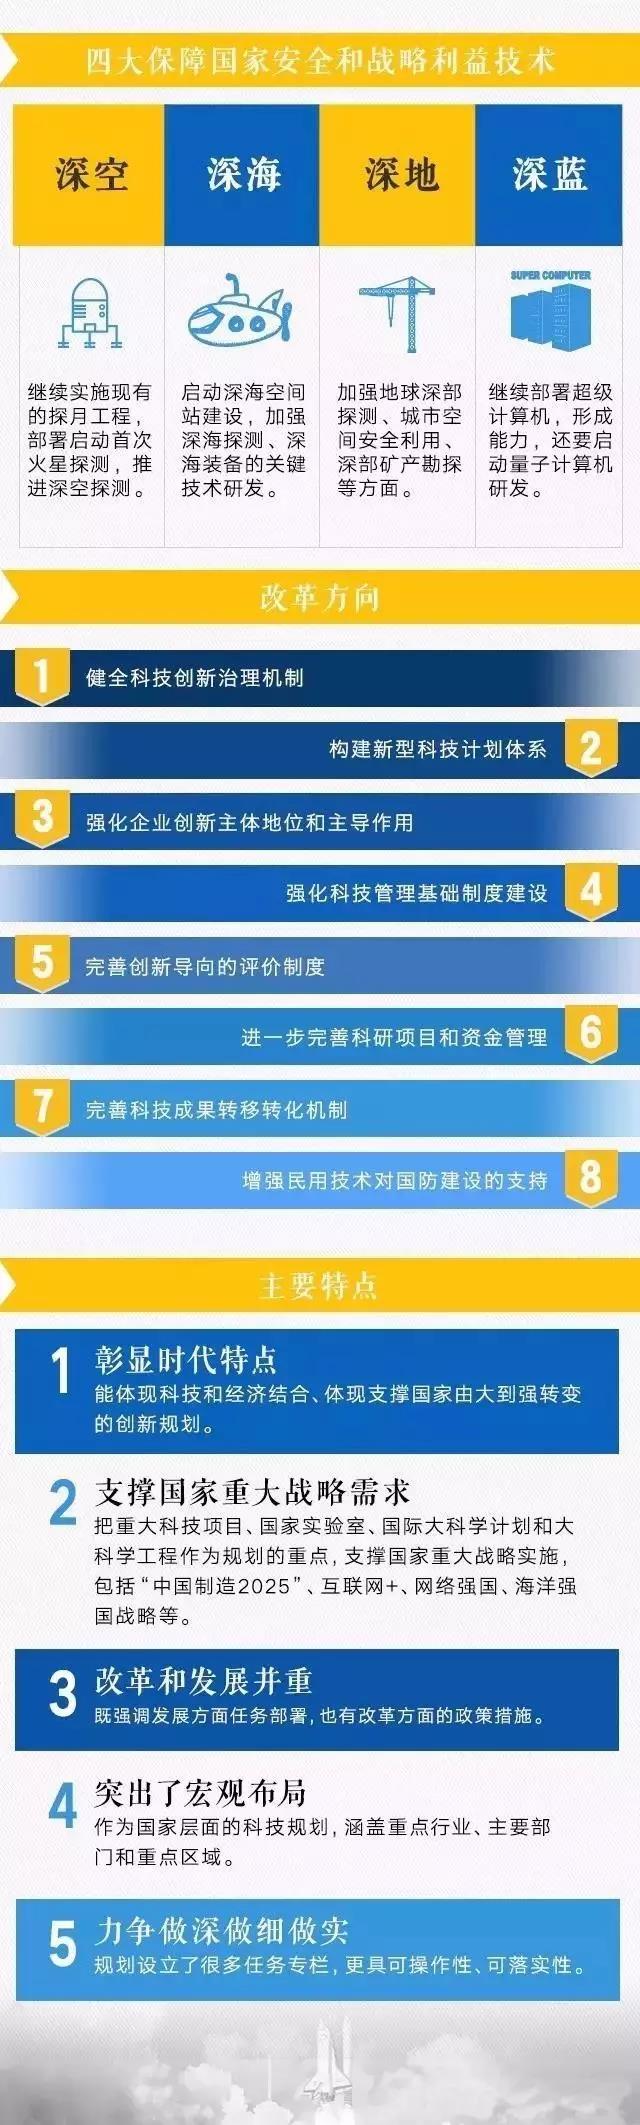 四大保障国家安全和战略利益技术
深空
深海
深地
深蓝
SUPER COMPUTER
继续实施现有
的探月工程，
部署启动首次
火星探测，推
进深空探测。
启动深海空间
站建设，加强
深海探测、深
海装备的关键
技术研发。
加强地球深部
探测、城市空
间安全利用、
深部矿产勘探
等方面。
继续部署超级
计算机，形成
能力，还要启
动量子计算机
研发。
改革方向
1 健全科技创新治理机制
构建新型科技计划体系 2
3 强化企业创新主体地位和主导作用
强化科技管理基础制度建设 4
5 完善创新导向的评价制度
进一步完善科研项目和资金管理 6
7 完善科技成果转移转化机制
增强民用技术对国防建设的支持 8
主要特点
1 彰显时代特点
能体现科技和经济结合、体现支撑国家由大到强转变
的创新规划。
2 支撑国家重大战略需求
把重大科技项目、国家实验室、国际大科学计划和大
科学工程作为规划的重点，支撑国家重大战略实施，
包括“中国制造2025”、互联网+、网络强国、海洋强
国战略等。
3 改革和发展并重
既强调发展方面任务部署，也有改革方面的政策措施。
4 突出了宏观布局
作为国家层面的科技规划，涵盖重点行业、主要部
门和重点区域。
5 力争做深做细做实
规划设立了很多任务专栏，更具可操作性、可落实性。